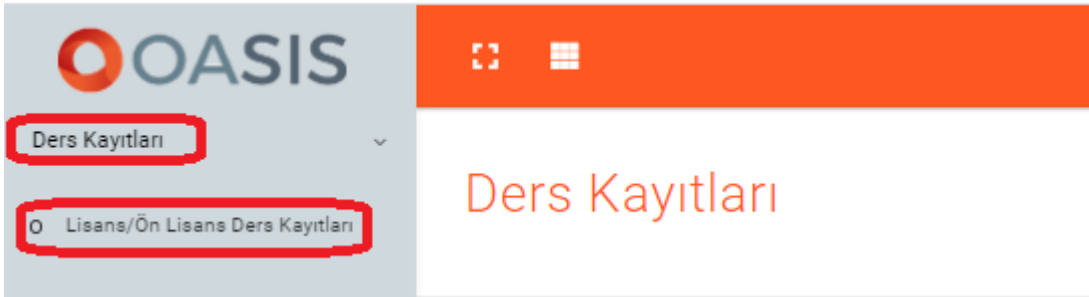 OASIS
Ders Kayıtları
Lisans/Ön Lisans Ders Kayıtları
Ders Kayıtları